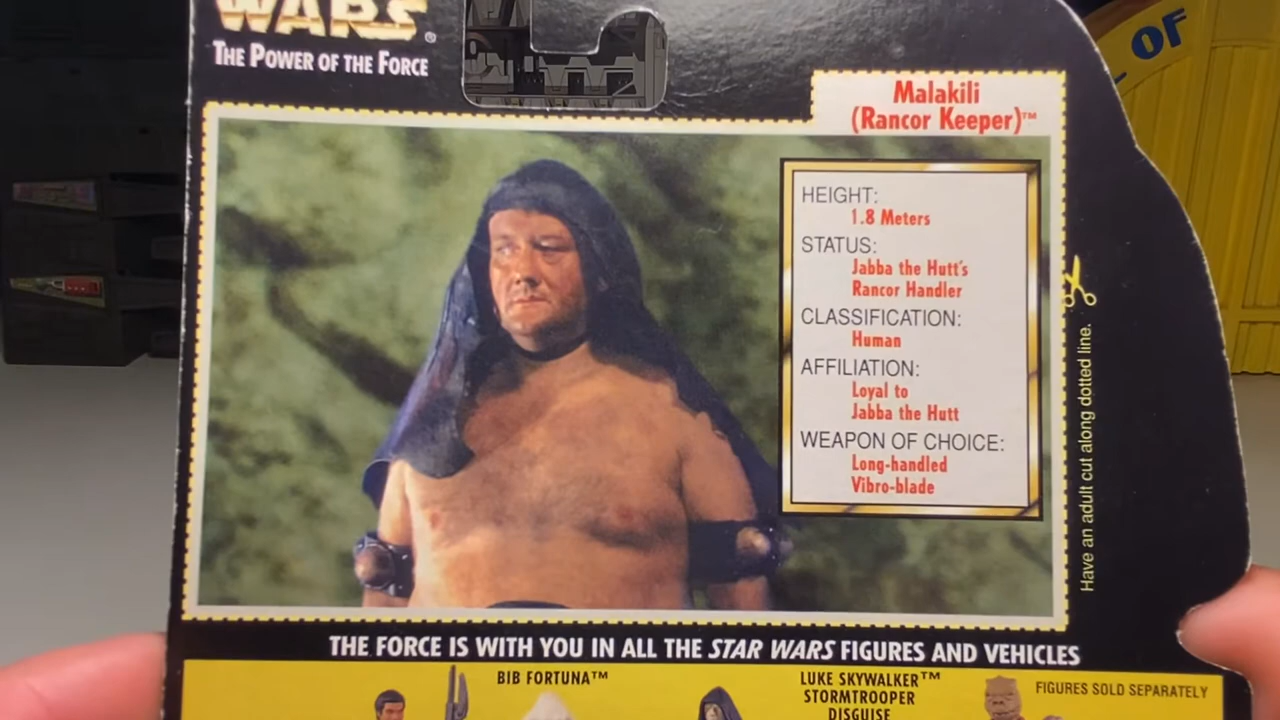 WARS®
THE POWER OF THE FORCE
OF
Malakili
(Rancor Keeper)™
HEIGHT:
1.8 Meters
STATUS:
Jabba the Hutt's
Rancor Handler
CLASSIFICATION:
Human
AFFILIATION:
Loyal to
Jabba the Hutt
WEAPON OF CHOICE:
Long-handled
Vibro-blade
Have an adult cut along dotted line.
THE FORCE IS WITH YOU IN ALL THE STAR WARS FIGURES AND VEHICLES
BIB FORTUNA™
LUKE SKYWALKER™
STORMTROOPER
DISGUISE
FIGURES SOLD SEPARATELY